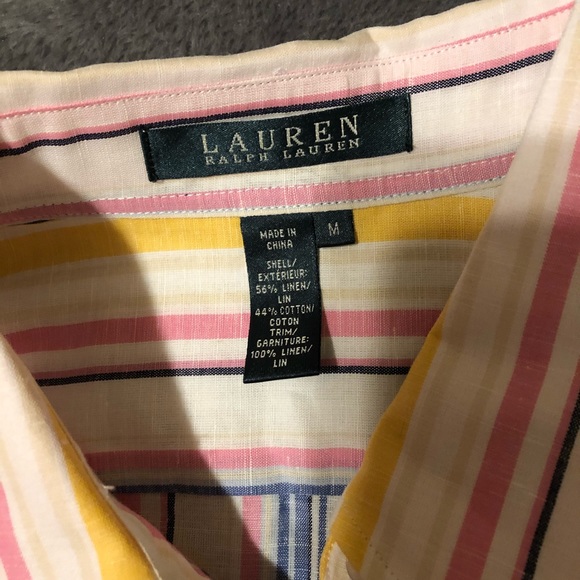 LAUREN
RALPH LAUREN
M
MADE IN
CHINA
SHELL/
EXTÉRIEUR:
56% LINEN/
LIN
44% COTTON/
COTON
TRIM/
GARNITURE:
100% LINEN/
LIN